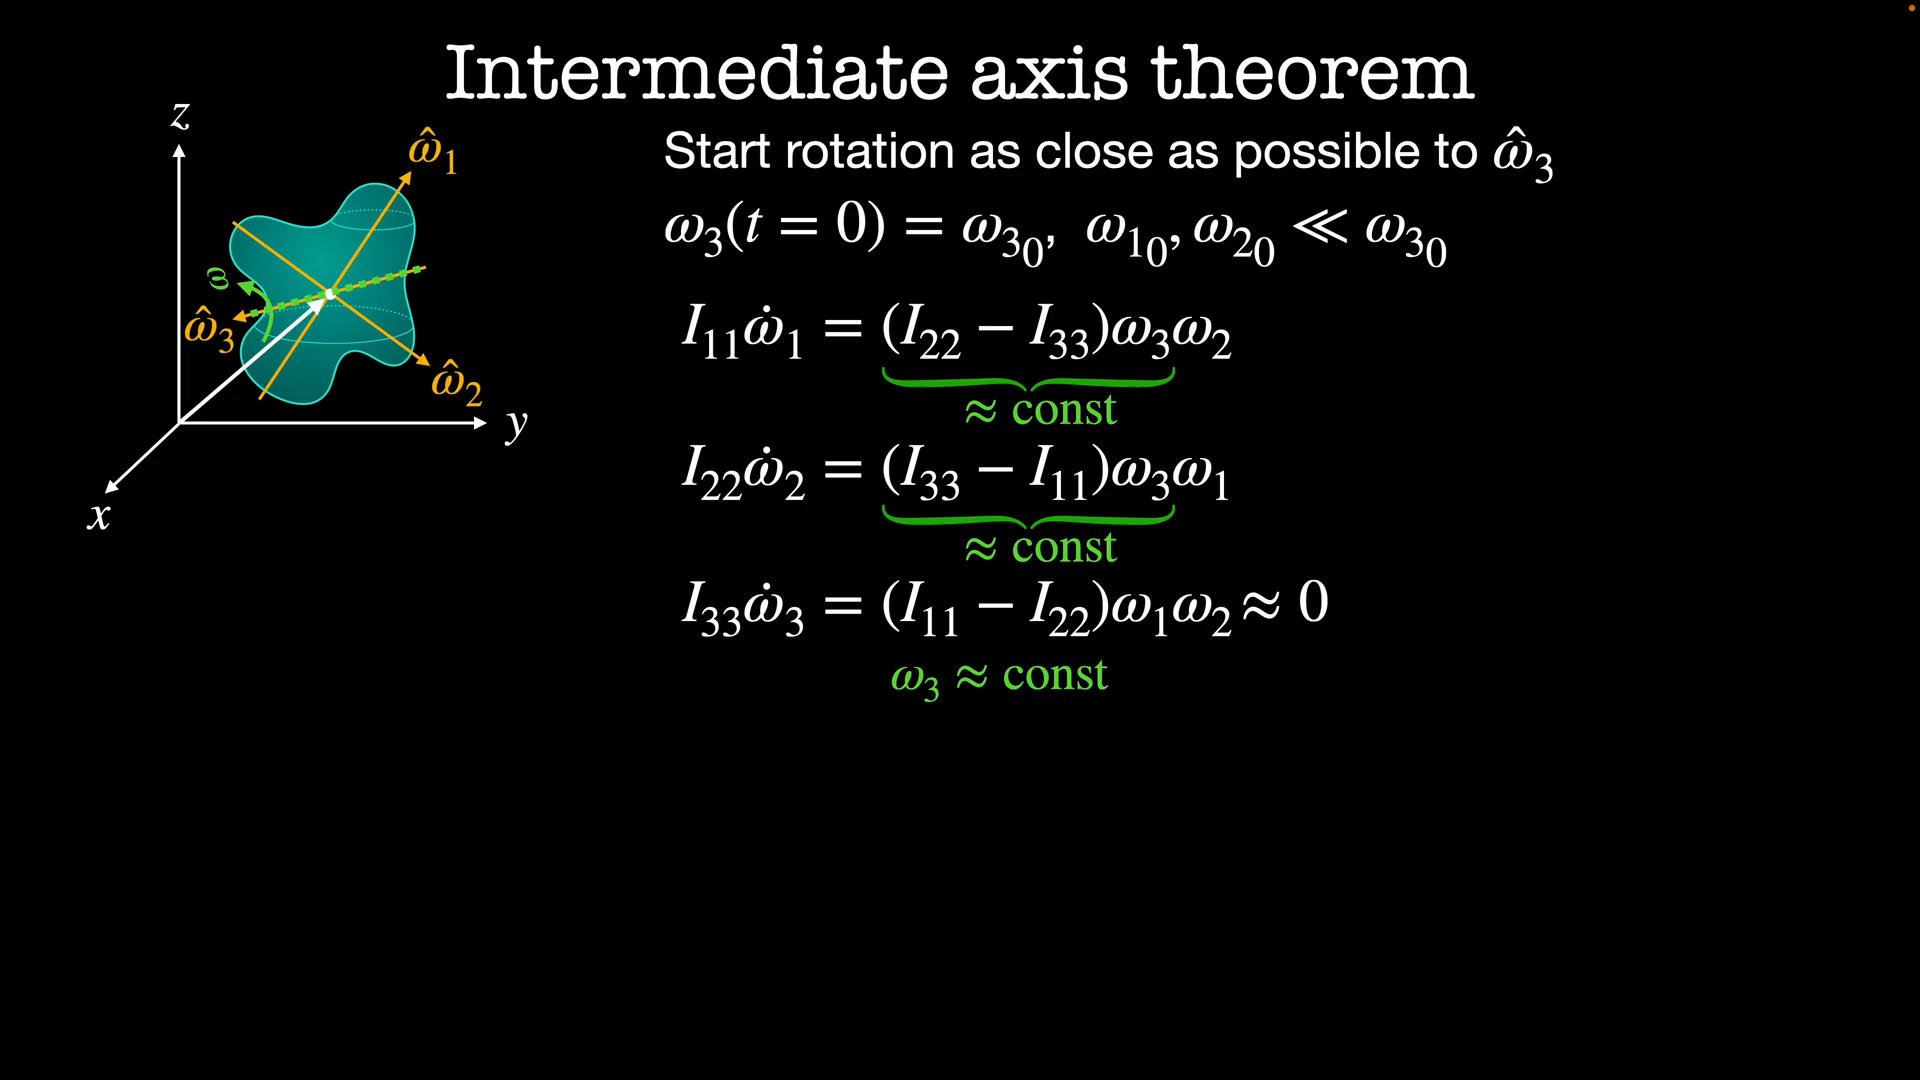 Intermediate axis theorem
Start rotation as close as possible to ω̂₃
ω₃(t = 0) = ω₃₀, ω₁₀, ω₂₀ ≪ ω₃₀
I₁₁ω̇₁ = (I₂₂ − I₃₃)ω₃ω₂
≈ const
I₂₂ω̇₂ = (I₃₃ − I₁₁)ω₃ω₁
≈ const
I₃₃ω̇₃ = (I₁₁ − I₂₂)ω₁ω₂ ≈ 0
ω₃ ≈ const
z
ω̂₁
ω
ω̂₃
ω̂₂
y
x